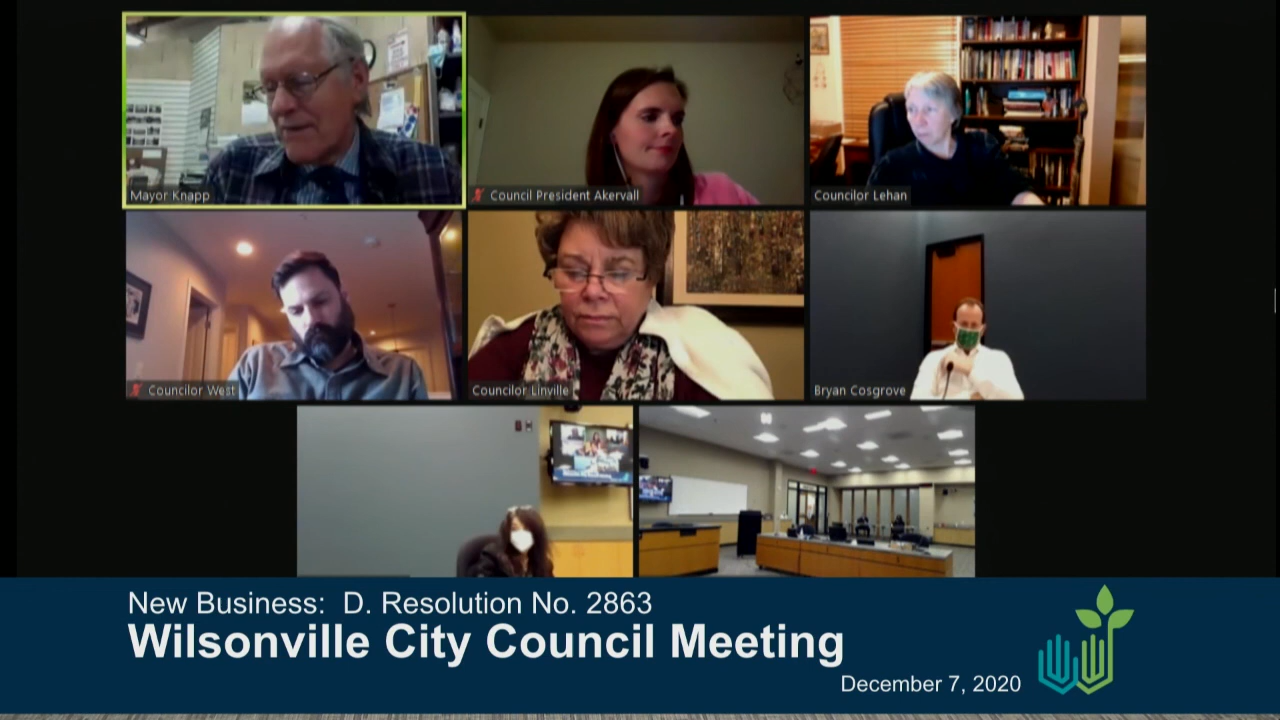 Mayor Knapp
Council President Akervall
Councilor Lehan
Councilor West
Councilor Linville
Bryan Cosgrove
New Business: D. Resolution No. 2863
Wilsonville City Council Meeting
December 7, 2020